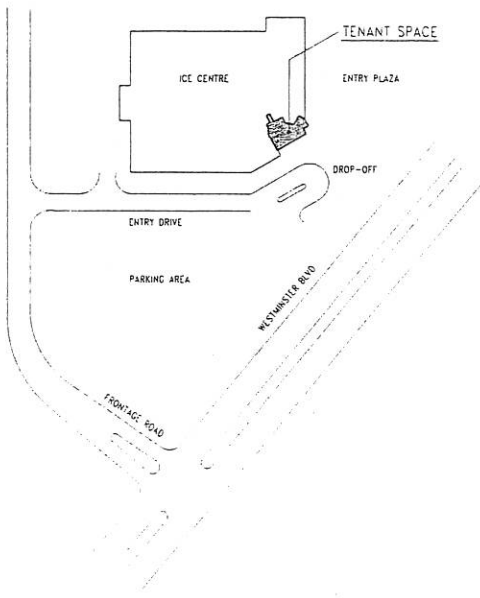 TENANT SPACE
ICE CENTRE
ENTRY PLAZA
DROP-OFF
ENTRY DRIVE
PARKING AREA
WESTMINSTER BLVD
FRONTAGE ROAD